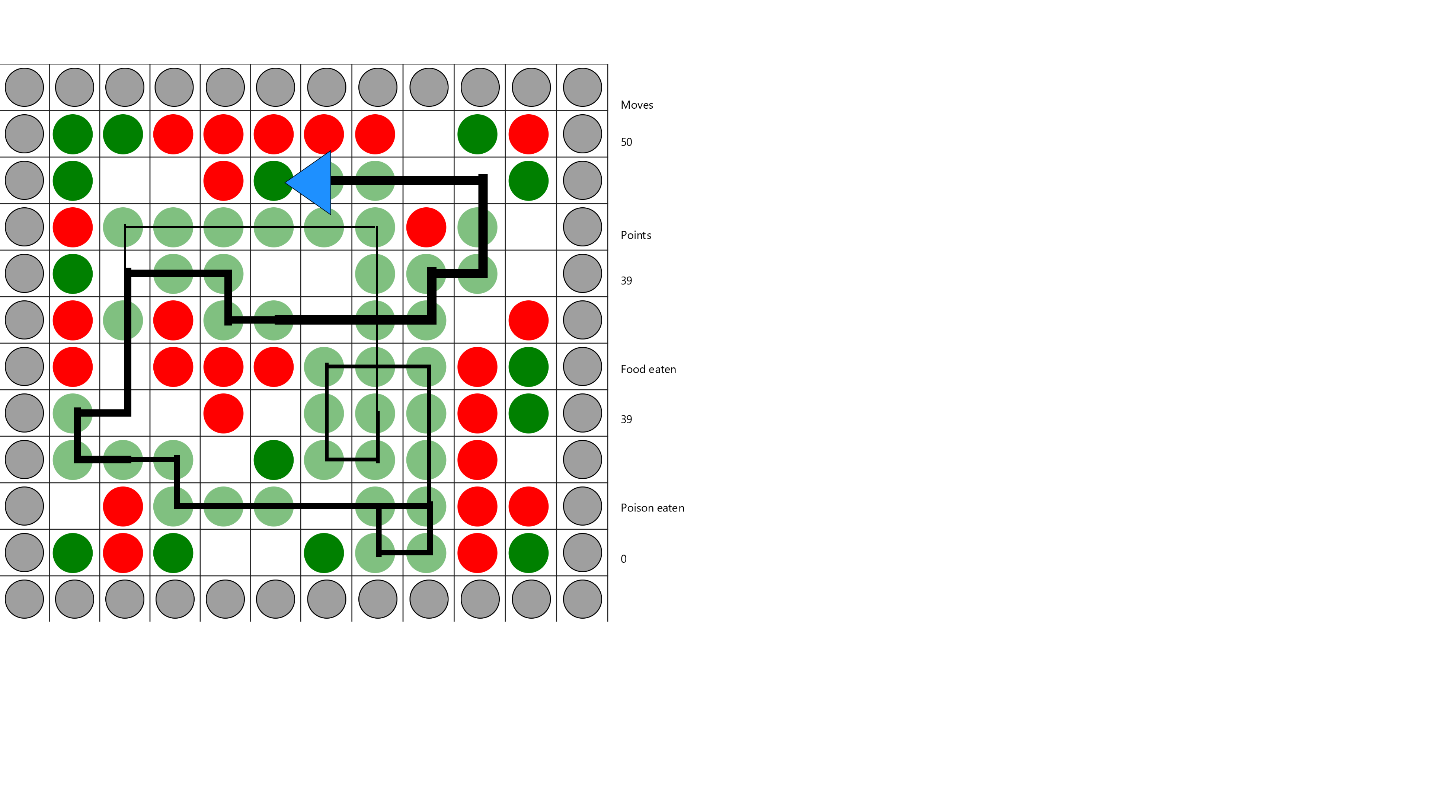 Moves
50
Points
39
Food eaten
39
Poison eaten
0